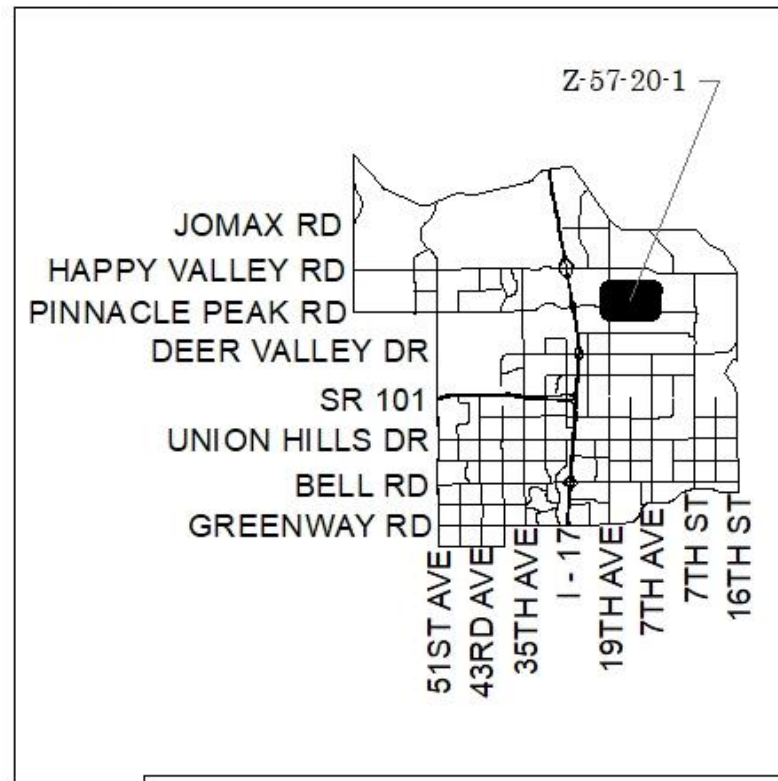 Z-57-20-1
JOMAX RD
HAPPY VALLEY RD
PINNACLE PEAK RD
DEER VALLEY DR
SR 101
UNION HILLS DR
BELL RD
GREENWAY RD
51ST AVE
43RD AVE
35TH AVE
I - 17
19TH AVE
7TH AVE
7TH ST
16TH ST